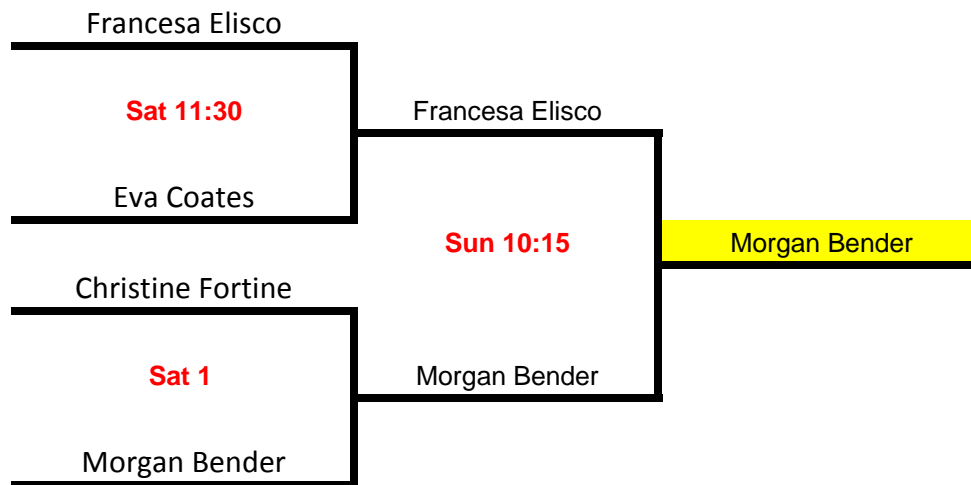 Francesa Elisco
Sat 11:30
Francesa Elisco
Eva Coates
Sun 10:15
Morgan Bender
Christine Fortine
Sat 1
Morgan Bender
Morgan Bender